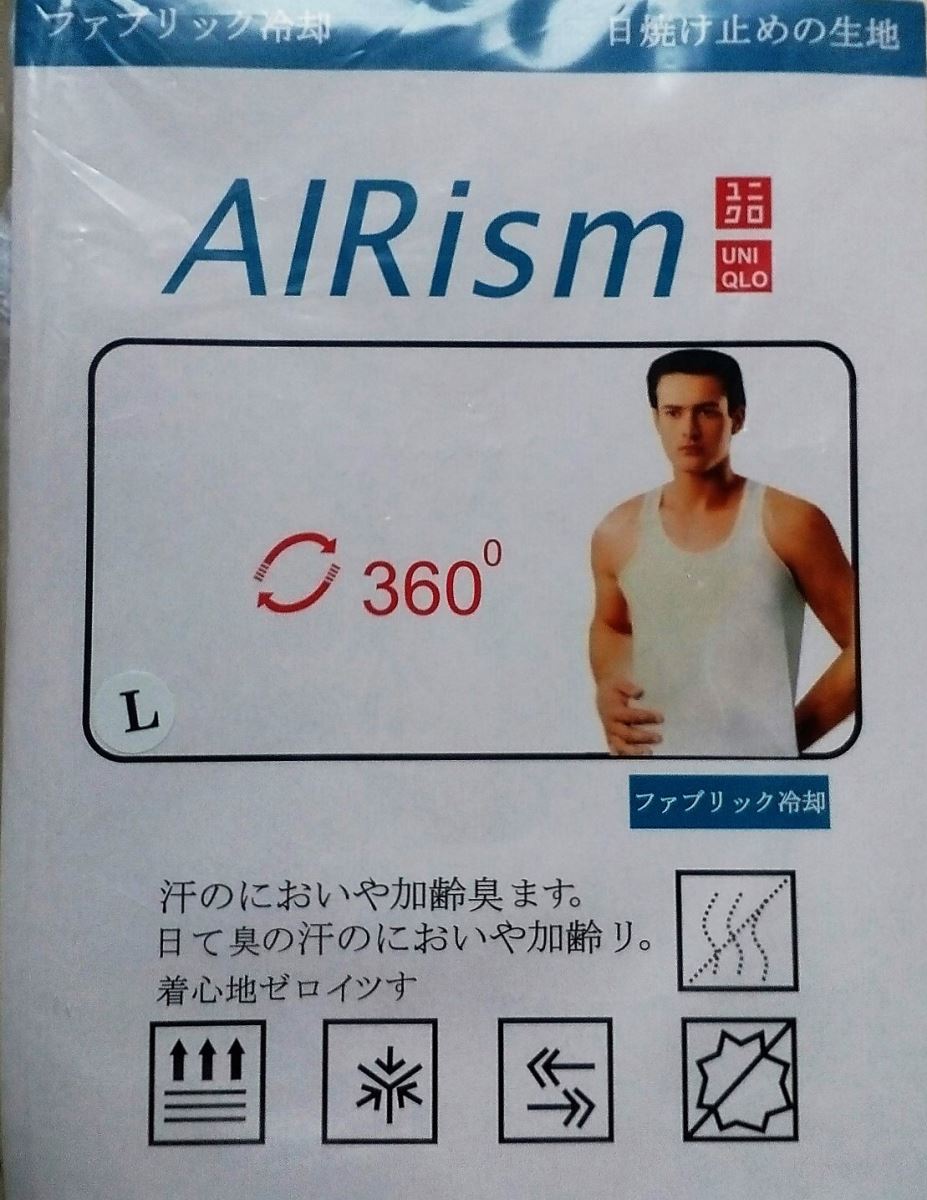 ファブリック冷却
日焼け止めの生地
AIRism
ユニ
クロ
UNI
QLO
360⁰
L
ファブリック冷却
汗のにおいや加齢臭ます。
日て臭の汗のにおいや加齢リ。
着心地ゼロイツす